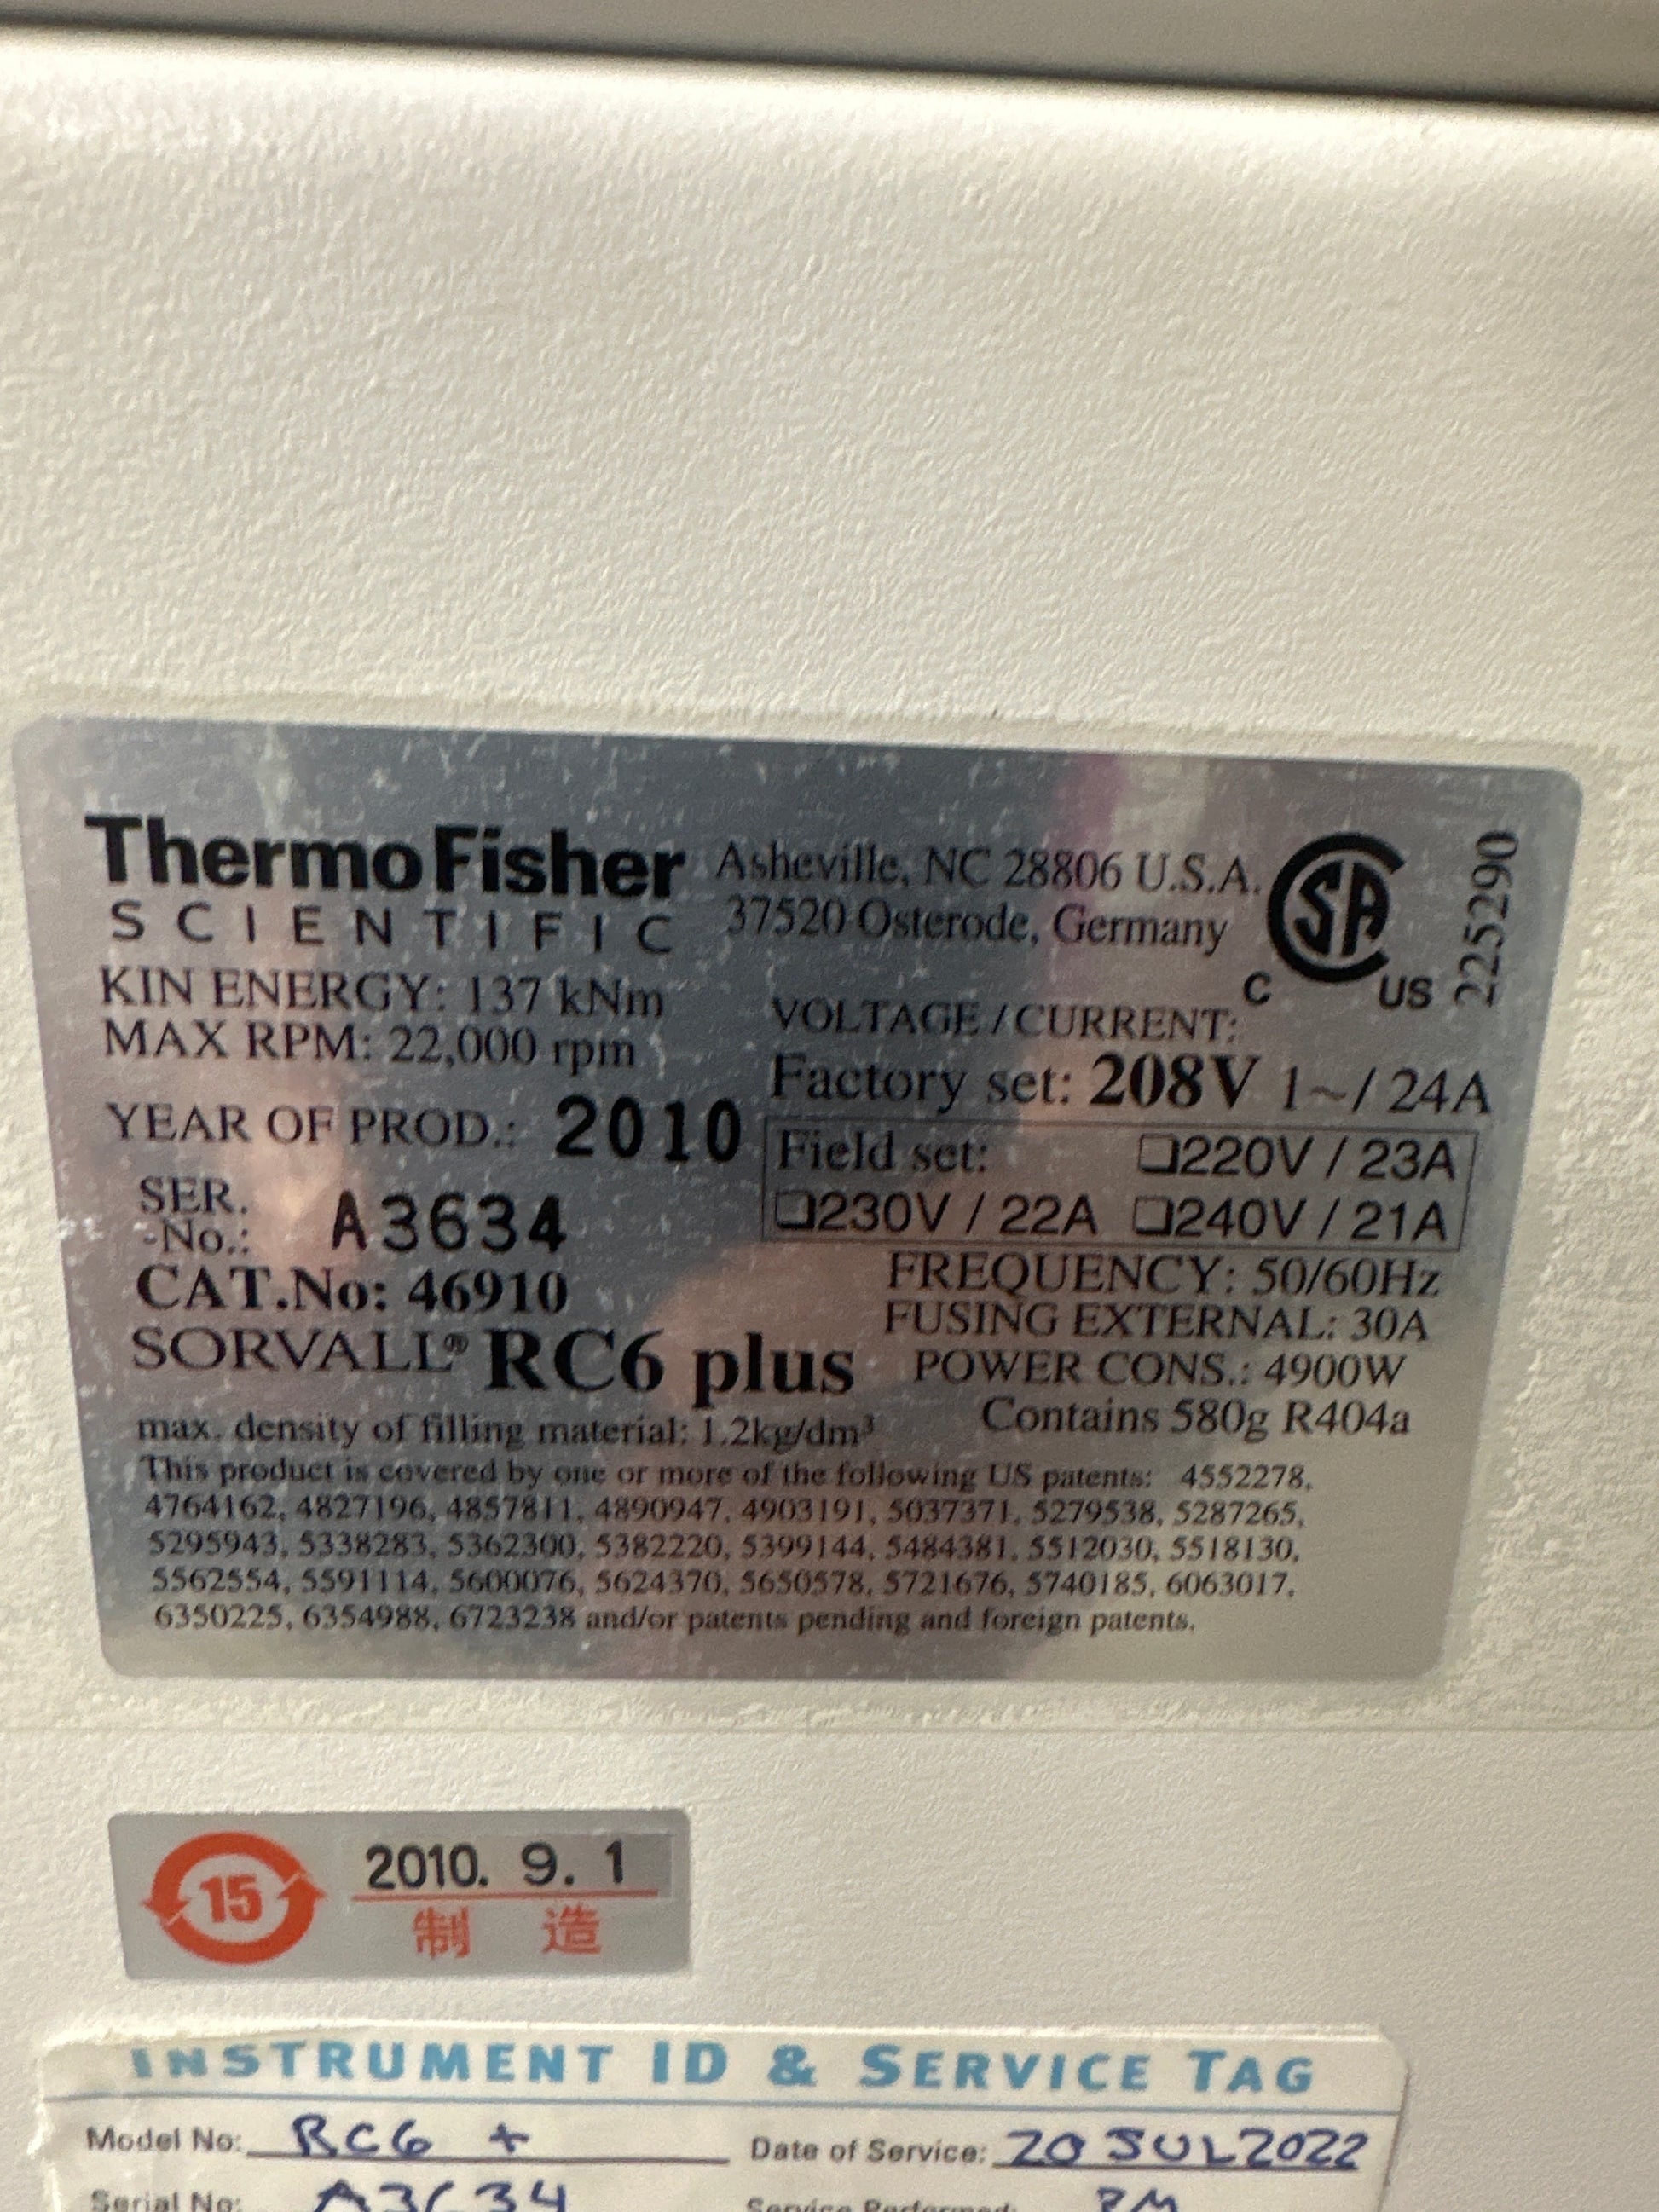 ThermoFisher
SCIENTIFIC
Asheville, NC 28806 U.S.A.
37520 Osterode, Germany
SA
C US
2252290
KIN ENERGY: 137 kNm
MAX RPM: 22,000 rpm
YEAR OF PROD.: 2010
SER.
-No.: A3634
CAT.No: 46910
SORVALL® RC6 plus
VOLTAGE / CURRENT:
Factory set: 208V 1~/ 24A
Field set: ❑220V / 23A
❑230V / 22A ❑240V / 21A
FREQUENCY: 50/60Hz
FUSING EXTERNAL: 30A
POWER CONS.: 4900W
Contains 580g R404a
max. density of filling material: 1.2kg/dm³
This product is covered by one or more of the following US patents: 4552278,
4764162, 4827196, 4857811, 4890947, 4903191, 5037371, 5279538, 5287265,
5295943, 5338283, 5362300, 5382220, 5399144, 5484381, 5512030, 5518130,
5562554, 5591114, 5600076, 5624370, 5650578, 5721676, 5740185, 6063017,
6350225, 6354988, 6723238 and/or patents pending and foreign patents.
15
2010. 9. 1
制 造
INSTRUMENT ID & SERVICE TAG
Model No: RC6 + Date of Service: 20 JUL 2022
Serial No: A3634 Service Performed: PM